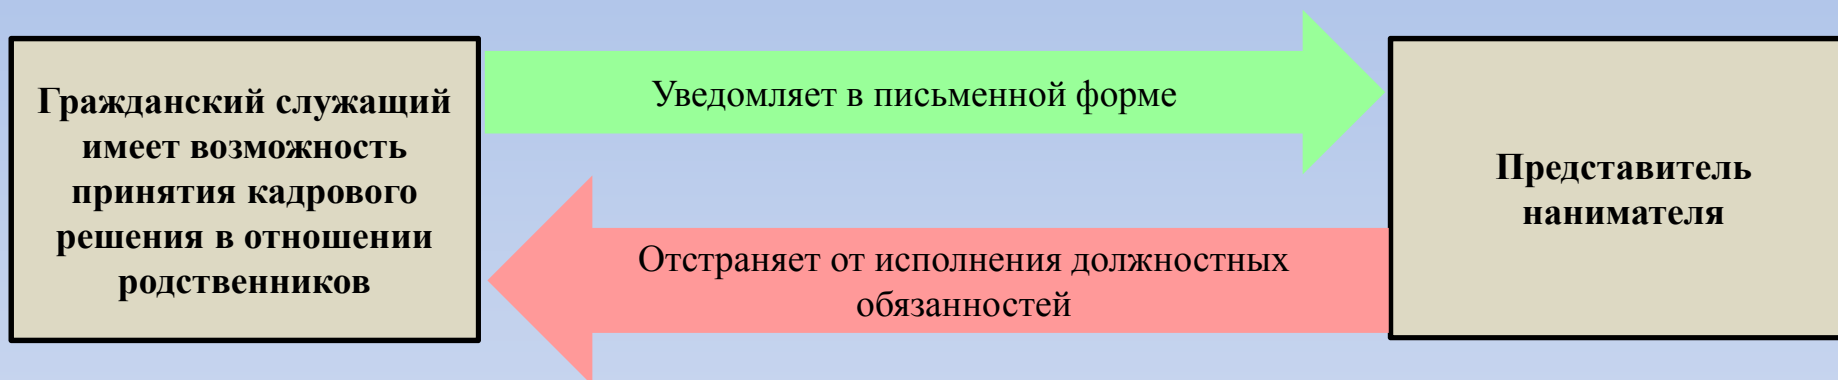 Гражданский служащий
имеет возможность
принятия кадрового
решения в отношении
родственников
Уведомляет в письменной форме
Отстраняет от исполнения должностных
обязанностей
Представитель
нанимателя